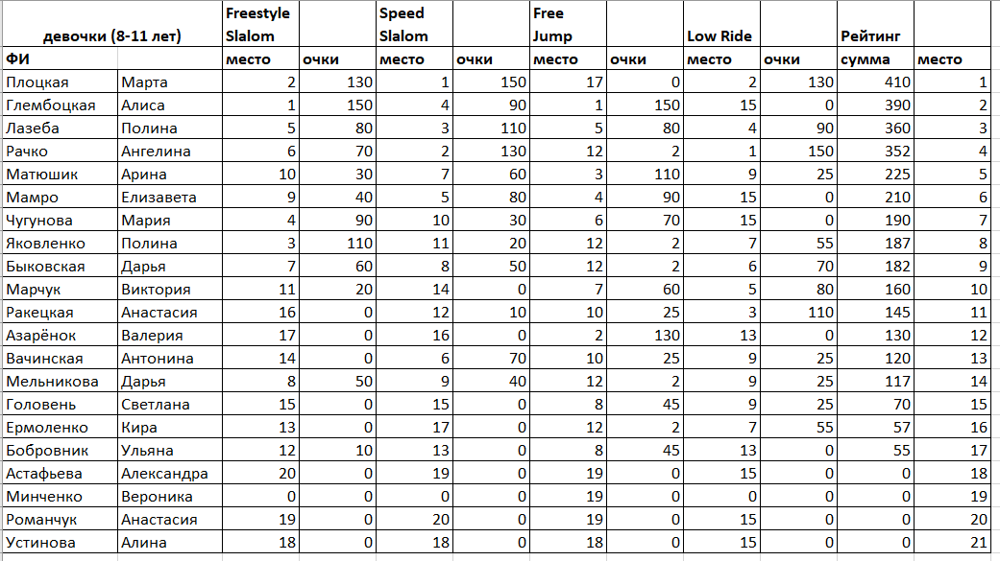 Freestyle Speed Free
девочки (8-11 лет) Slalom Slalom Jump Low Ride Рейтинг
ФИ место очки место очки место очки место очки сумма место
Плоцкая Марта 2 130 1 150 17 0 2 130 410 1
Глембоцкая Алиса 1 150 4 90 1 150 15 0 390 2
Лазеба Полина 5 80 3 110 5 80 4 90 360 3
Рачко Ангелина 6 70 2 130 12 2 1 150 352 4
Матюшик Арина 10 30 7 60 3 110 9 25 225 5
Мамро Елизавета 9 40 5 80 4 90 15 0 210 6
Чугунова Мария 4 90 10 30 6 70 15 0 190 7
Яковленко Полина 3 110 11 20 12 2 7 55 187 8
Быковская Дарья 7 60 8 50 12 2 6 70 182 9
Марчук Виктория 11 20 14 0 7 60 5 80 160 10
Ракецкая Анастасия 16 0 12 10 10 25 3 110 145 11
Азарёнок Валерия 17 0 16 0 2 130 13 0 130 12
Вачинская Антонина 14 0 6 70 10 25 9 25 120 13
Мельникова Дарья 8 50 9 40 12 2 9 25 117 14
Головень Светлана 15 0 15 0 8 45 9 25 70 15
Ермоленко Кира 13 0 17 0 12 2 7 55 57 16
Бобровник Ульяна 12 10 13 0 8 45 13 0 55 17
Астафьева Александра 20 0 19 0 19 0 15 0 0 18
Минченко Вероника 0 0 0 0 19 0 0 0 0 19
Романчук Анастасия 19 0 20 0 19 0 15 0 0 20
Устинова Алина 18 0 18 0 18 0 15 0 0 21